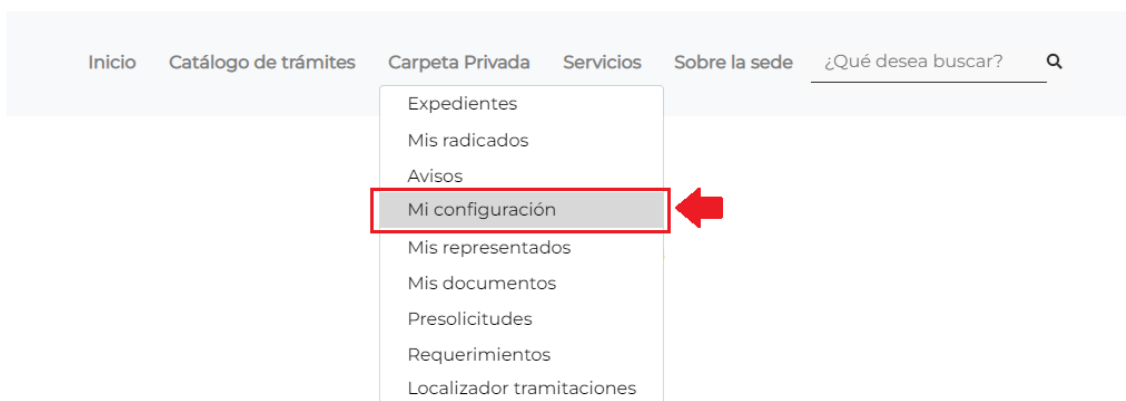 Inicio Catálogo de trámites Carpeta Privada Servicios Sobre la sede ¿Qué desea buscar?
Expedientes
Mis radicados
Avisos
Mi configuración
Mis representados
Mis documentos
Presolicitudes
Requerimientos
Localizador tramitaciones